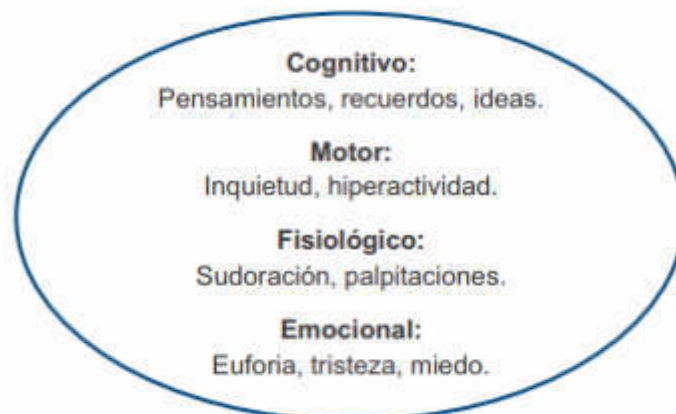 Cognitivo:
Pensamientos, recuerdos, ideas.
Motor:
Inquietud, hiperactividad.
Fisiológico:
Sudoración, palpitaciones.
Emocional:
Euforia, tristeza, miedo.